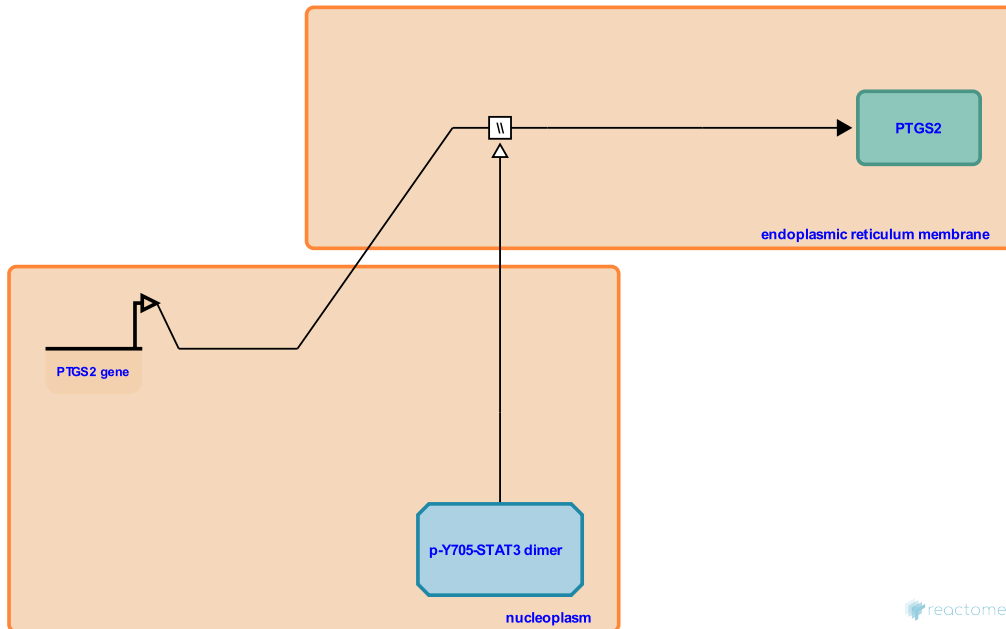 \\
PTGS2
endoplasmic reticulum membrane
PTGS2 gene
p-Y705-STAT3 dimer
nucleoplasm
reactome